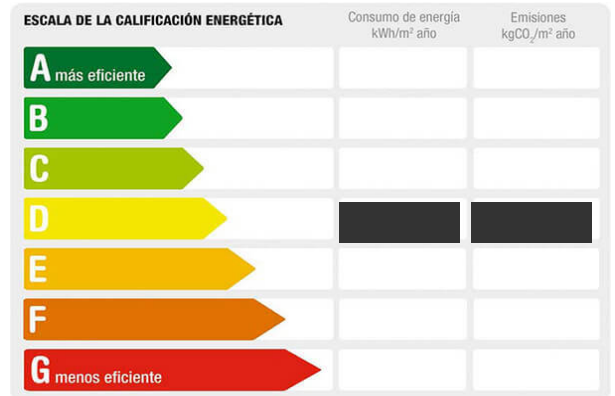 ESCALA DE LA CALIFICACIÓN ENERGÉTICA
Consumo de energía
kWh/m² año
Emisiones
kgCO₂/m² año
A más eficiente
B
C
D
E
F
G menos eficiente